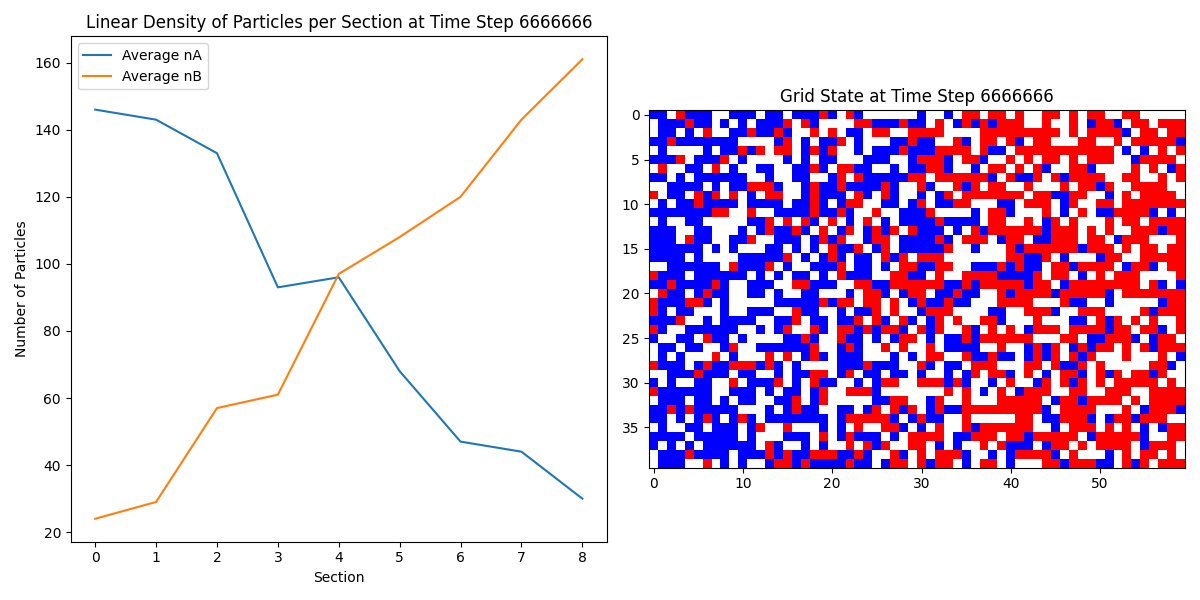 Linear Density of Particles per Section at Time Step 6666666
Average nA
Average nB
Number of Particles
160
140
120
100
80
60
40
20
0 1 2 3 4 5 6 7 8
Section
Grid State at Time Step 6666666
0
5
10
15
20
25
30
35
0 10 20 30 40 50